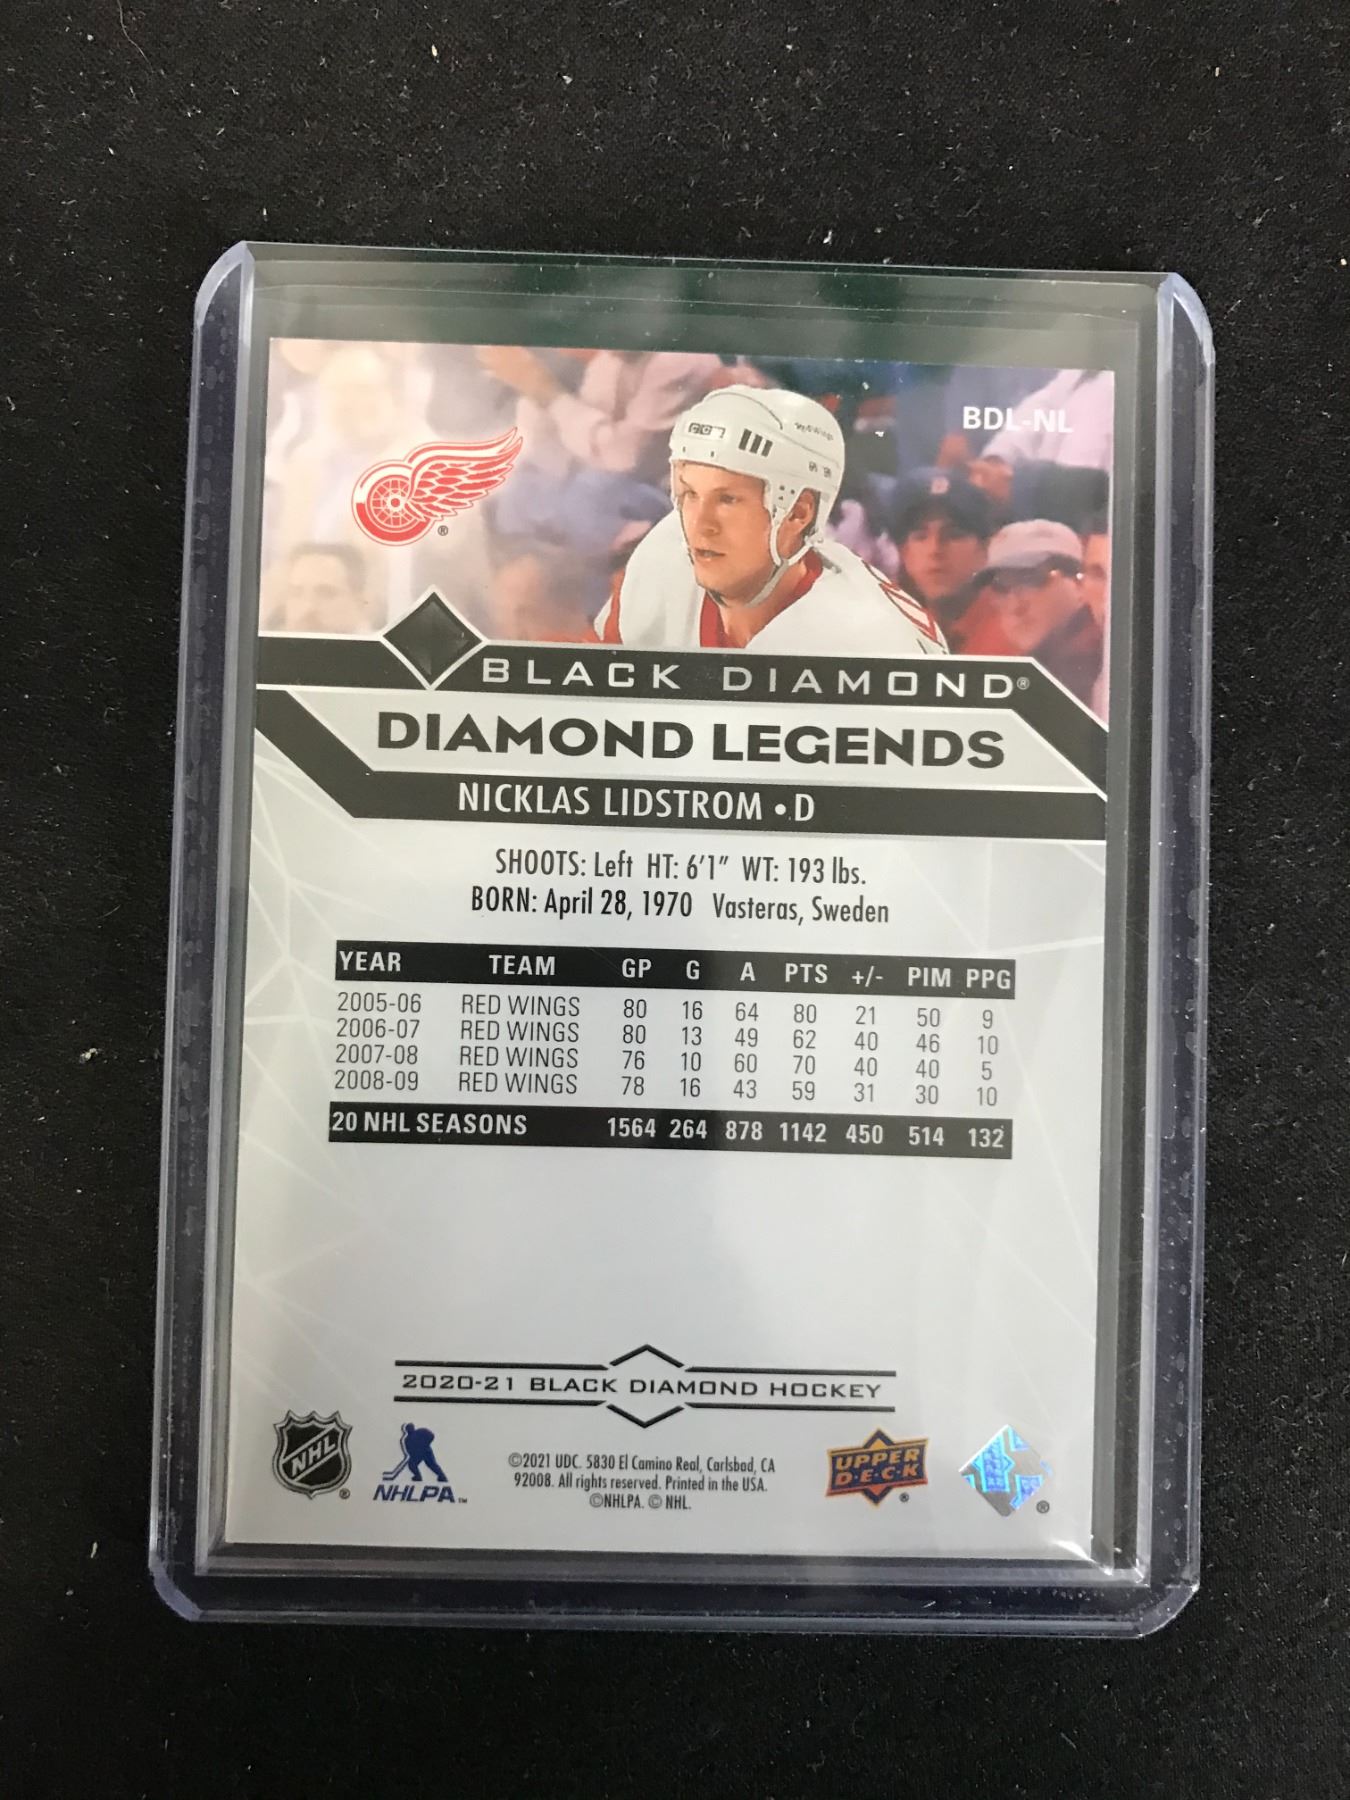 BDL-NL
BLACK DIAMOND®
DIAMOND LEGENDS
NICKLAS LIDSTROM • D
SHOOTS: Left HT: 6'1" WT: 193 lbs.
BORN: April 28, 1970 Vasteras, Sweden
YEAR TEAM GP G A PTS +/- PIM PPG
2005-06 RED WINGS 80 16 64 80 21 50 9
2006-07 RED WINGS 80 13 49 62 40 46 10
2007-08 RED WINGS 76 10 60 70 40 40 5
2008-09 RED WINGS 78 16 43 59 31 30 10
20 NHL SEASONS 1564 264 878 1142 450 514 132
2020-21 BLACK DIAMOND HOCKEY
NHL ®
NHLPA™
©2021 UDC. 5830 El Camino Real, Carlsbad, CA
92008. All rights reserved. Printed in the USA.
©NHLPA. © NHL.
UPPER
D·E·C·K ®